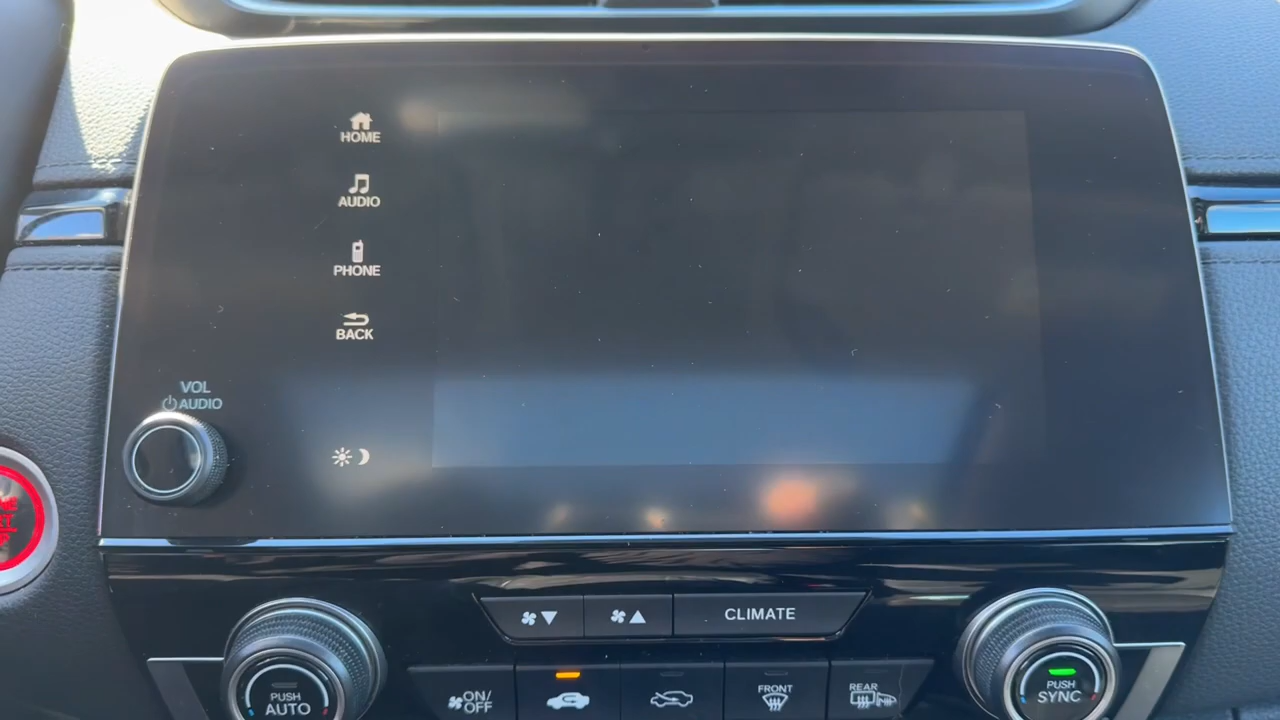 HOME
AUDIO
PHONE
BACK
VOL
AUDIO
CLIMATE
PUSH
AUTO
ON/
OFF
FRONT
REAR
PUSH
SYNC